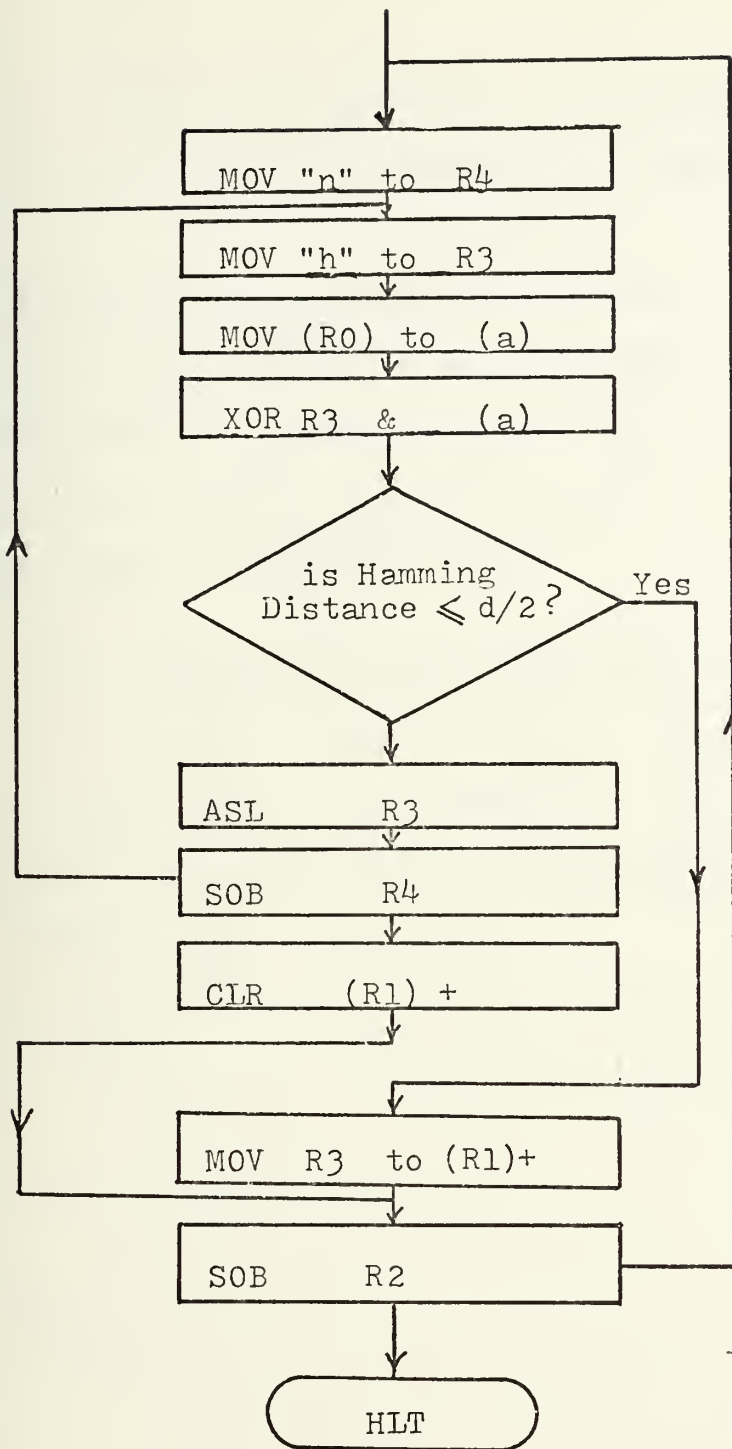 MOV "n" to R4
MOV "h" to R3
MOV (R0) to (a)
XOR R3 & (a)
is Hamming
Distance ⩽ d/2?
Yes
ASL R3
SOB R4
CLR (R1) +
MOV R3 to (R1)+
SOB R2
HLT